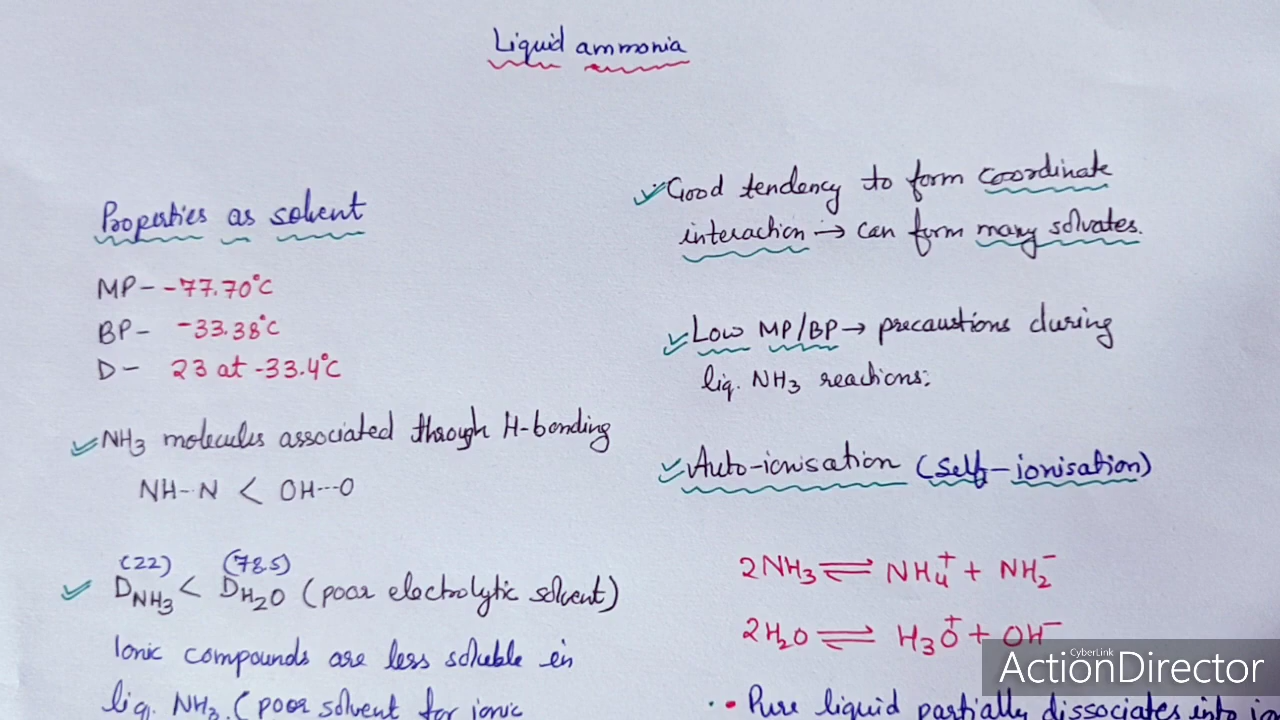 Liquid ammonia
Properties as solvent
MP- -77.70°C
BP- -33.38°C
D- 23 at -33.4°C
NH3 molecules associated through H-bonding
NH--N < OH---O
(22) (78.5)
DNH3 < DH2O (poor electrolytic solvent)
Ionic compounds are less soluble in
liq. NH3. (poor solvent for ionic
Good tendency to form coordinate
interaction → can form many solvates.
Low MP/BP → precaustions during
liq. NH3 reactions:
Auto-ionisation (self-ionisation)
2NH3 ⇌ NH4+ + NH2-
2H2O ⇌ H3O+ + OH-
• Pure liquid partially dissociates into
CyberLink
ActionDirector